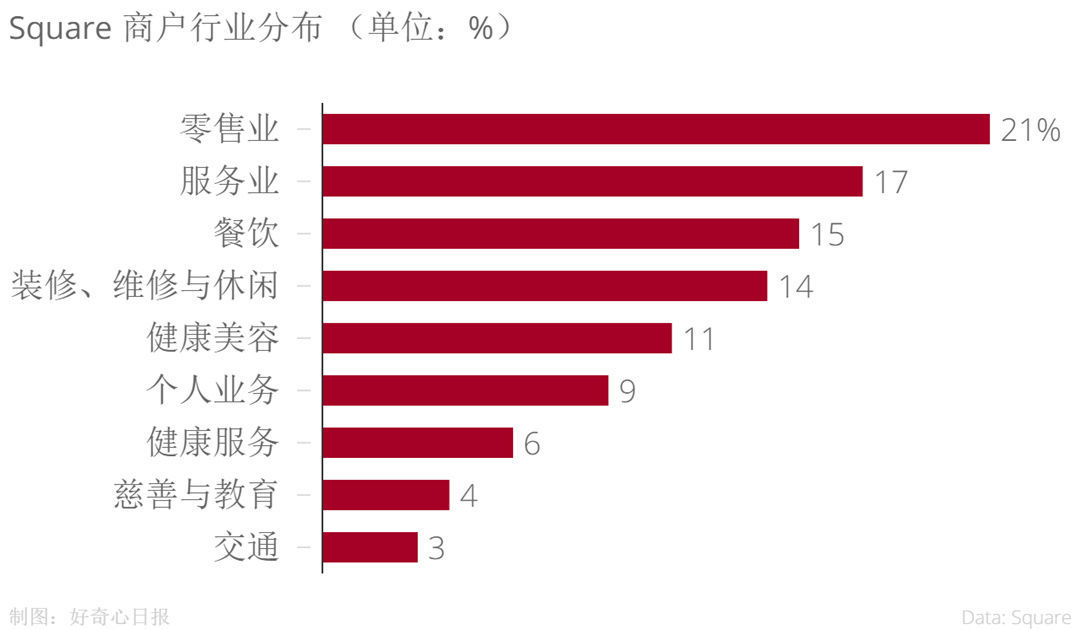 Square 商户行业分布 （单位：%）
零售业 21%
服务业 17
餐饮 15
装修、维修与休闲 14
健康美容 11
个人业务 9
健康服务 6
慈善与教育 4
交通 3
制图：好奇心日报 Data: Square